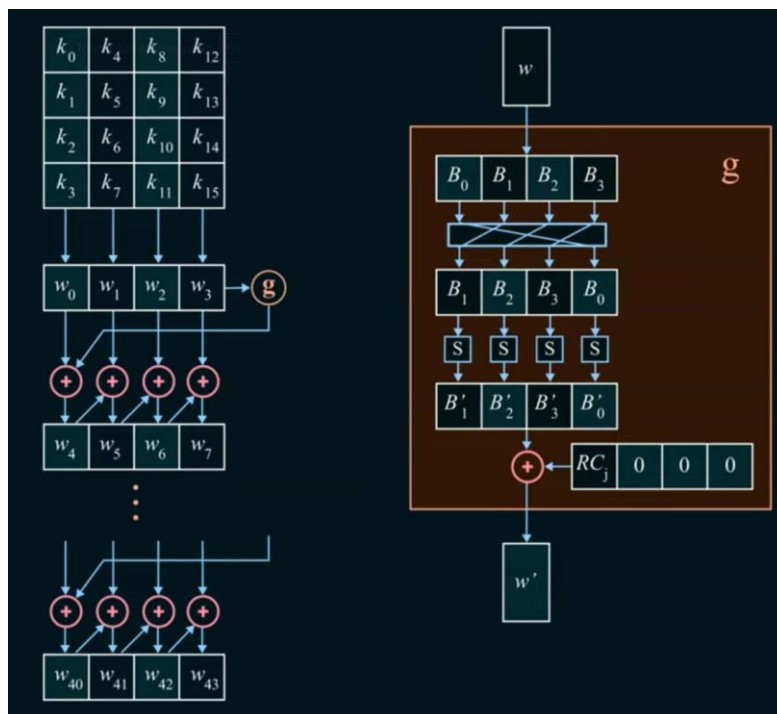 k0 k4 k8 k12
k1 k5 k9 k13
k2 k6 k10 k14
k3 k7 k11 k15
w0 w1 w2 w3 g
+ + + +
w4 w5 w6 w7
+ + + +
w40 w41 w42 w43
w
g
B0 B1 B2 B3
B1 B2 B3 B0
S S S S
B'1 B'2 B'3 B'0
+ RCj 0 0 0
w'